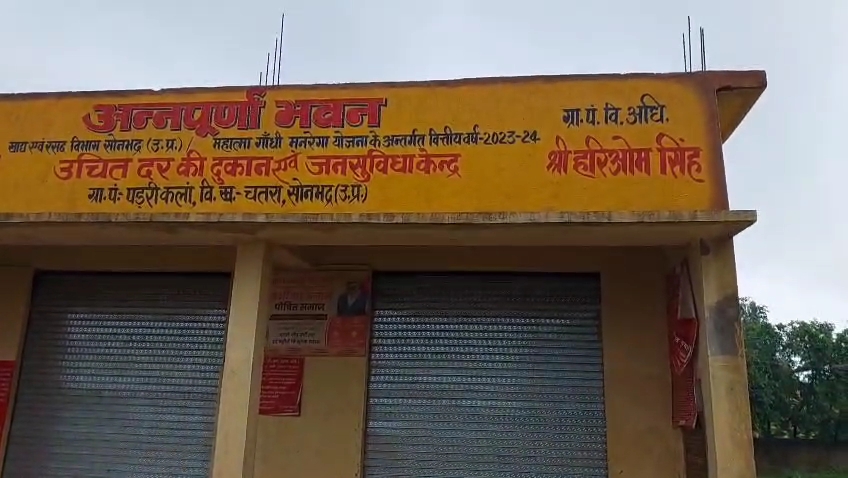 अन्नपूर्णा भवन
खाद्य एवं रसद विभाग सोनभद्र (उ.प्र.) / महात्मा गाँधी मनरेगा योजना के अन्तर्गत वित्तीय वर्ष-2023-24
उचित दर की दुकान एवं जनसुविधा केन्द्र
ग्रा.पं:- पड़री कलां, वि.ख.- चतरा, सोनभद्र (उ.प्र.)
ग्रा.पं.वि.अधि.
श्री हरिओम सिंह